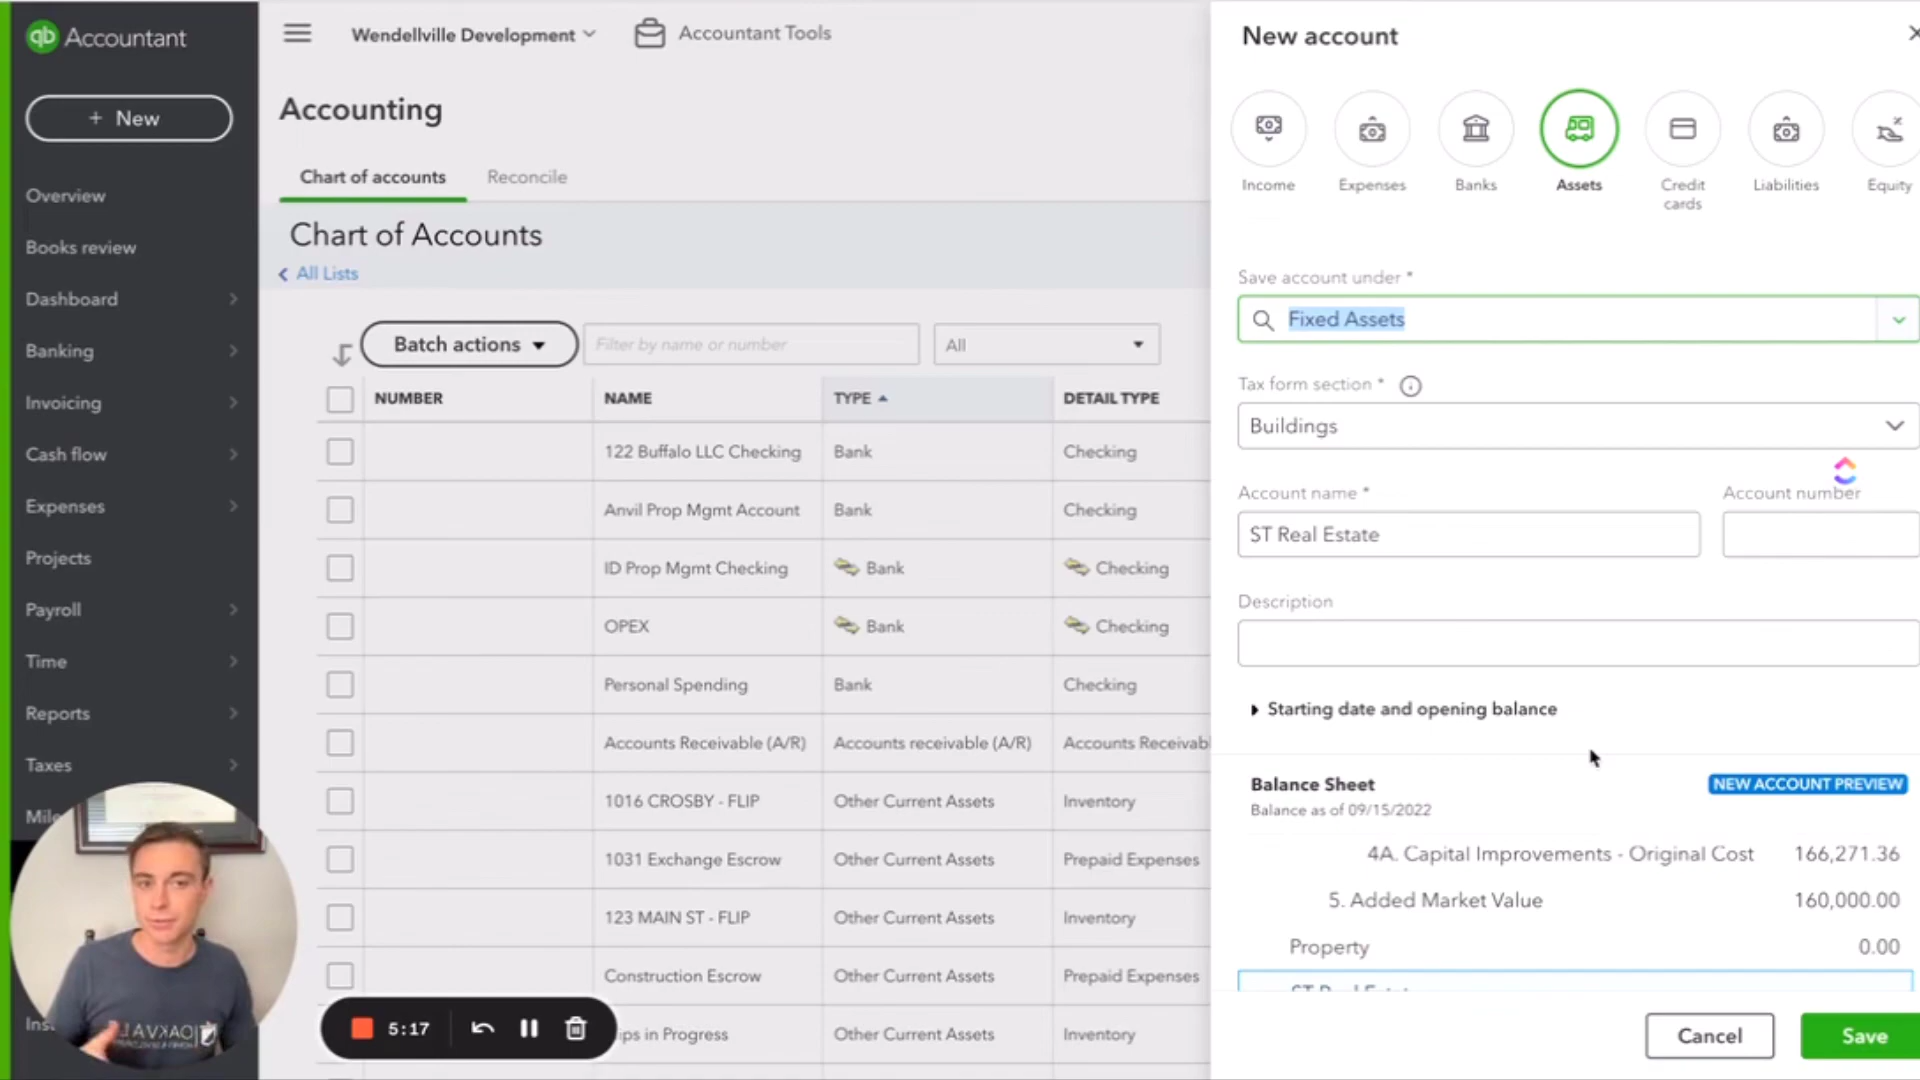 qb Accountant
+ New
Overview
Books review
Dashboard
Banking
Invoicing
Cash flow
Expenses
Projects
Payroll
Time
Reports
Taxes
Wendellville Development
Accountant Tools
Accounting
Chart of accounts
Reconcile
Chart of Accounts
All Lists
Batch actions
Filter by name or number
All
NUMBER NAME TYPE DETAIL TYPE
122 Buffalo LLC Checking Bank Checking
Anvil Prop Mgmt Account Bank Checking
ID Prop Mgmt Checking Bank Checking
OPEX Bank Checking
Personal Spending Bank Checking
Accounts Receivable (A/R) Accounts receivable (A/R) Accounts Receivabl
1016 CROSBY - FLIP Other Current Assets Inventory
1031 Exchange Escrow Other Current Assets Prepaid Expenses
123 MAIN ST - FLIP Other Current Assets Inventory
Construction Escrow Other Current Assets Prepaid Expenses
ips in Progress Other Current Assets Inventory
5:17
New account
Income
Expenses
Banks
Assets
Credit
cards
Liabilities
Equity
Save account under *
Fixed Assets
Tax form section *
Buildings
Account name *
Account number
ST Real Estate
Description
Starting date and opening balance
Balance Sheet
NEW ACCOUNT PREVIEW
Balance as of 09/15/2022
4A. Capital Improvements - Original Cost 166,271.36
5. Added Market Value 160,000.00
Property 0.00
ST Real Estate
Cancel
Save